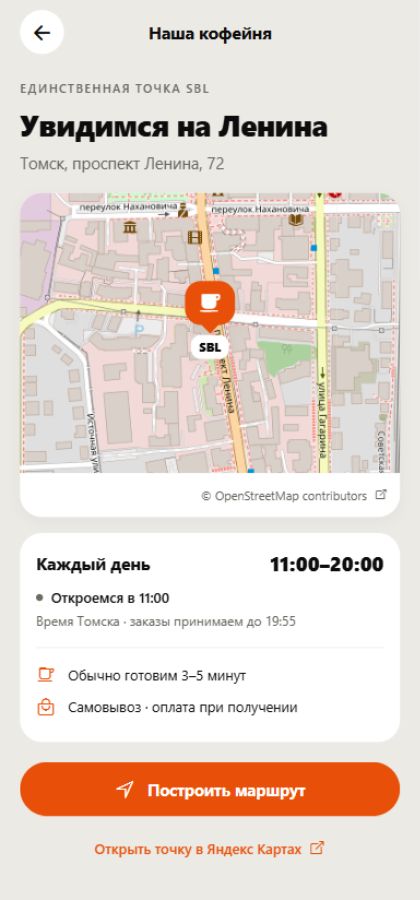 Наша кофейня
ЕДИНСТВЕННАЯ ТОЧКА SBL
Увидимся на Ленина
Томск, проспект Ленина, 72
переулок Нахановича
переулок Нахановича
SBL
Ленина
улица Гагарина
Источная
© OpenStreetMap contributors
Каждый день 11:00–20:00
Откроемся в 11:00
Время Томска · заказы принимаем до 19:55
Обычно готовим 3–5 минут
Самовывоз · оплата при получении
Построить маршрут
Открыть точку в Яндекс Картах